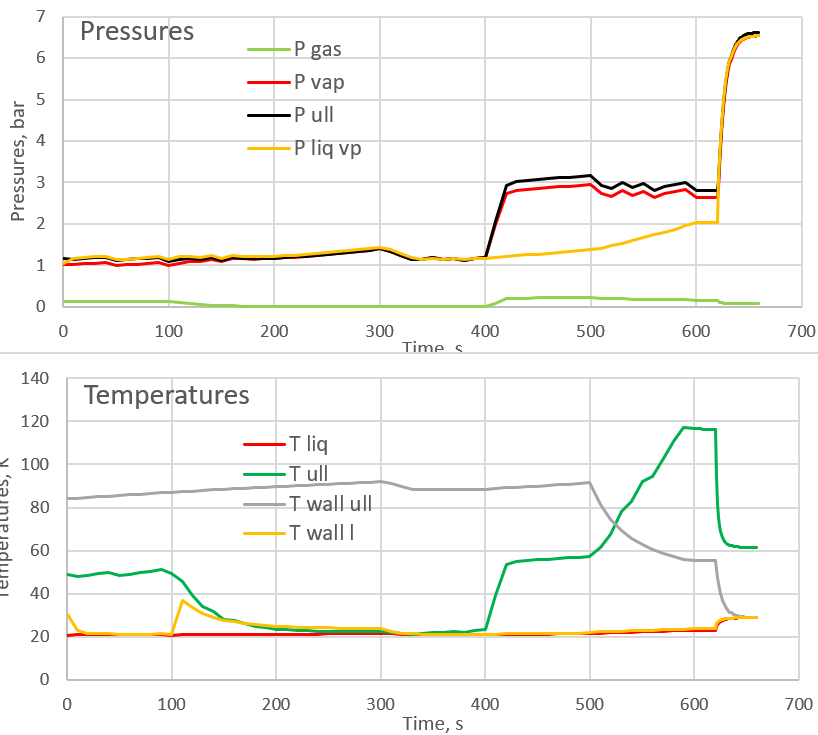 Pressures
P gas
P vap
P ull
P liq vp
Pressures, bar
7
6
5
4
3
2
1
0
0 100 200 300 400 500 600 700
Time, s
Temperatures
T liq
T ull
T wall ull
T wall l
Temperatures, K
140
120
100
80
60
40
20
0
0 100 200 300 400 500 600 700
Time, s